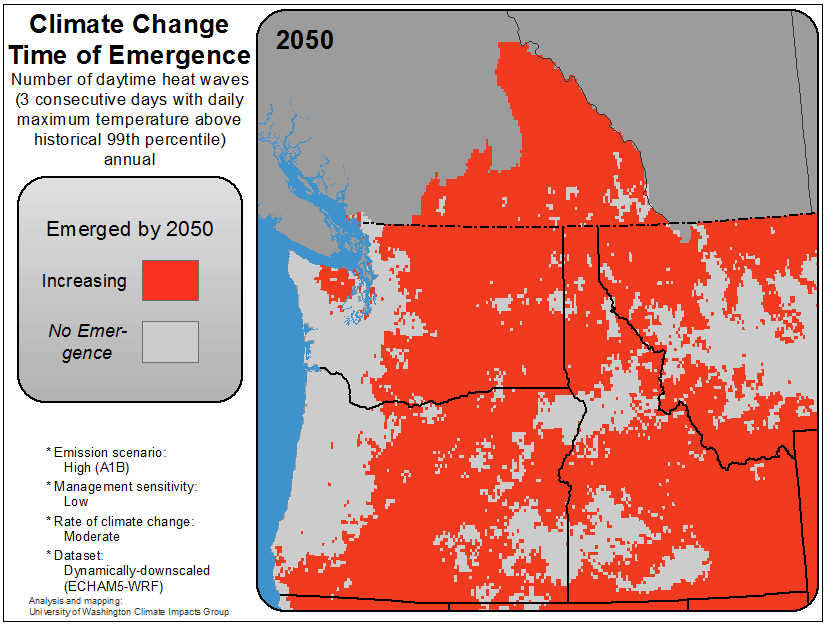 Climate Change
Time of Emergence
Number of daytime heat waves
(3 consecutive days with daily
maximum temperature above
historical 99th percentile)
annual
Emerged by 2050
Increasing
No Emer-
gence
* Emission scenario:
High (A1B)
* Management sensitivity:
Low
* Rate of climate change:
Moderate
* Dataset:
Dynamically-downscaled
(ECHAM5-WRF)
Analysis and mapping:
University of Washington Climate Impacts Group
2050